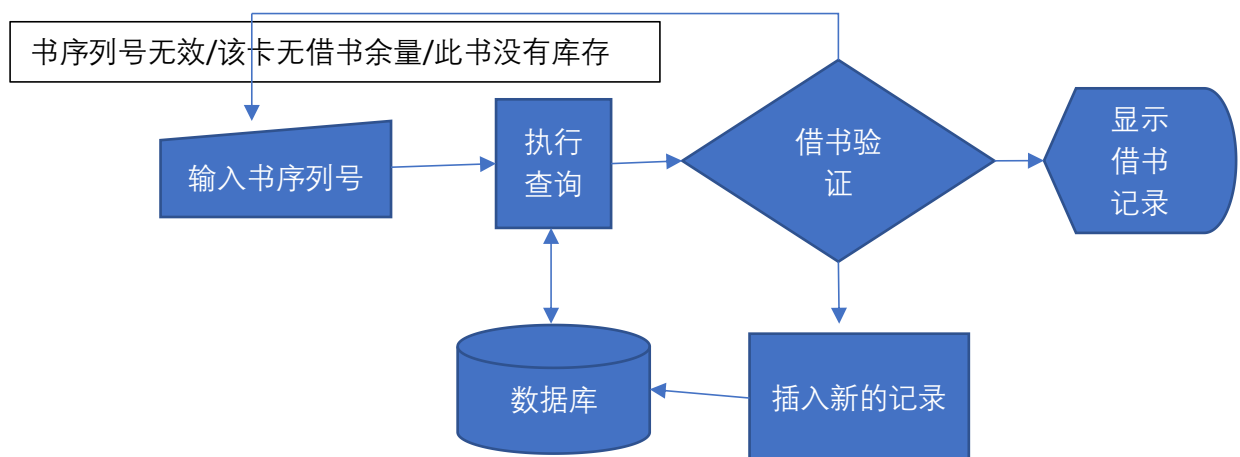 书序列号无效/该卡无借书余量/此书没有库存
输入书序列号
执行
查询
借书验
证
显示
借书
记录
数据库
插入新的记录